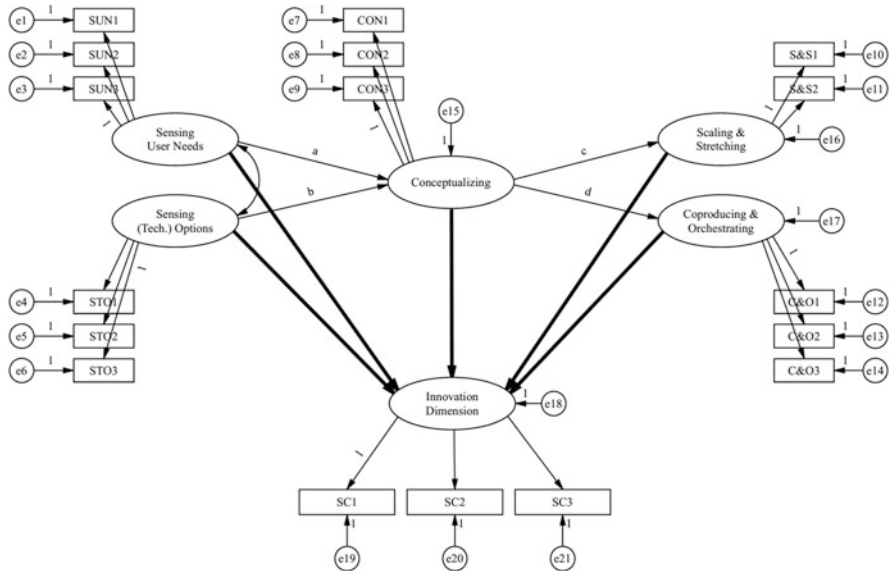 e1
1
SUN1
e2
1
SUN2
e3
1
SUN3
1
e7
1
CON1
e8
1
CON2
e9
1
CON3
1
S&S1
1
e10
S&S2
1
e11
1
e15
1
Sensing
User Needs
a
b
Conceptualizing
c
d
Scaling &
Stretching
1
e16
Sensing
(Tech.) Options
1
Coproducing &
Orchestrating
1
e17
1
e4
1
STO1
e5
1
STO2
e6
1
STO3
C&O1
1
e12
C&O2
1
e13
C&O3
1
e14
Innovation
Dimension
1
e18
1
SC1
SC2
SC3
1
1
1
e19
e20
e21